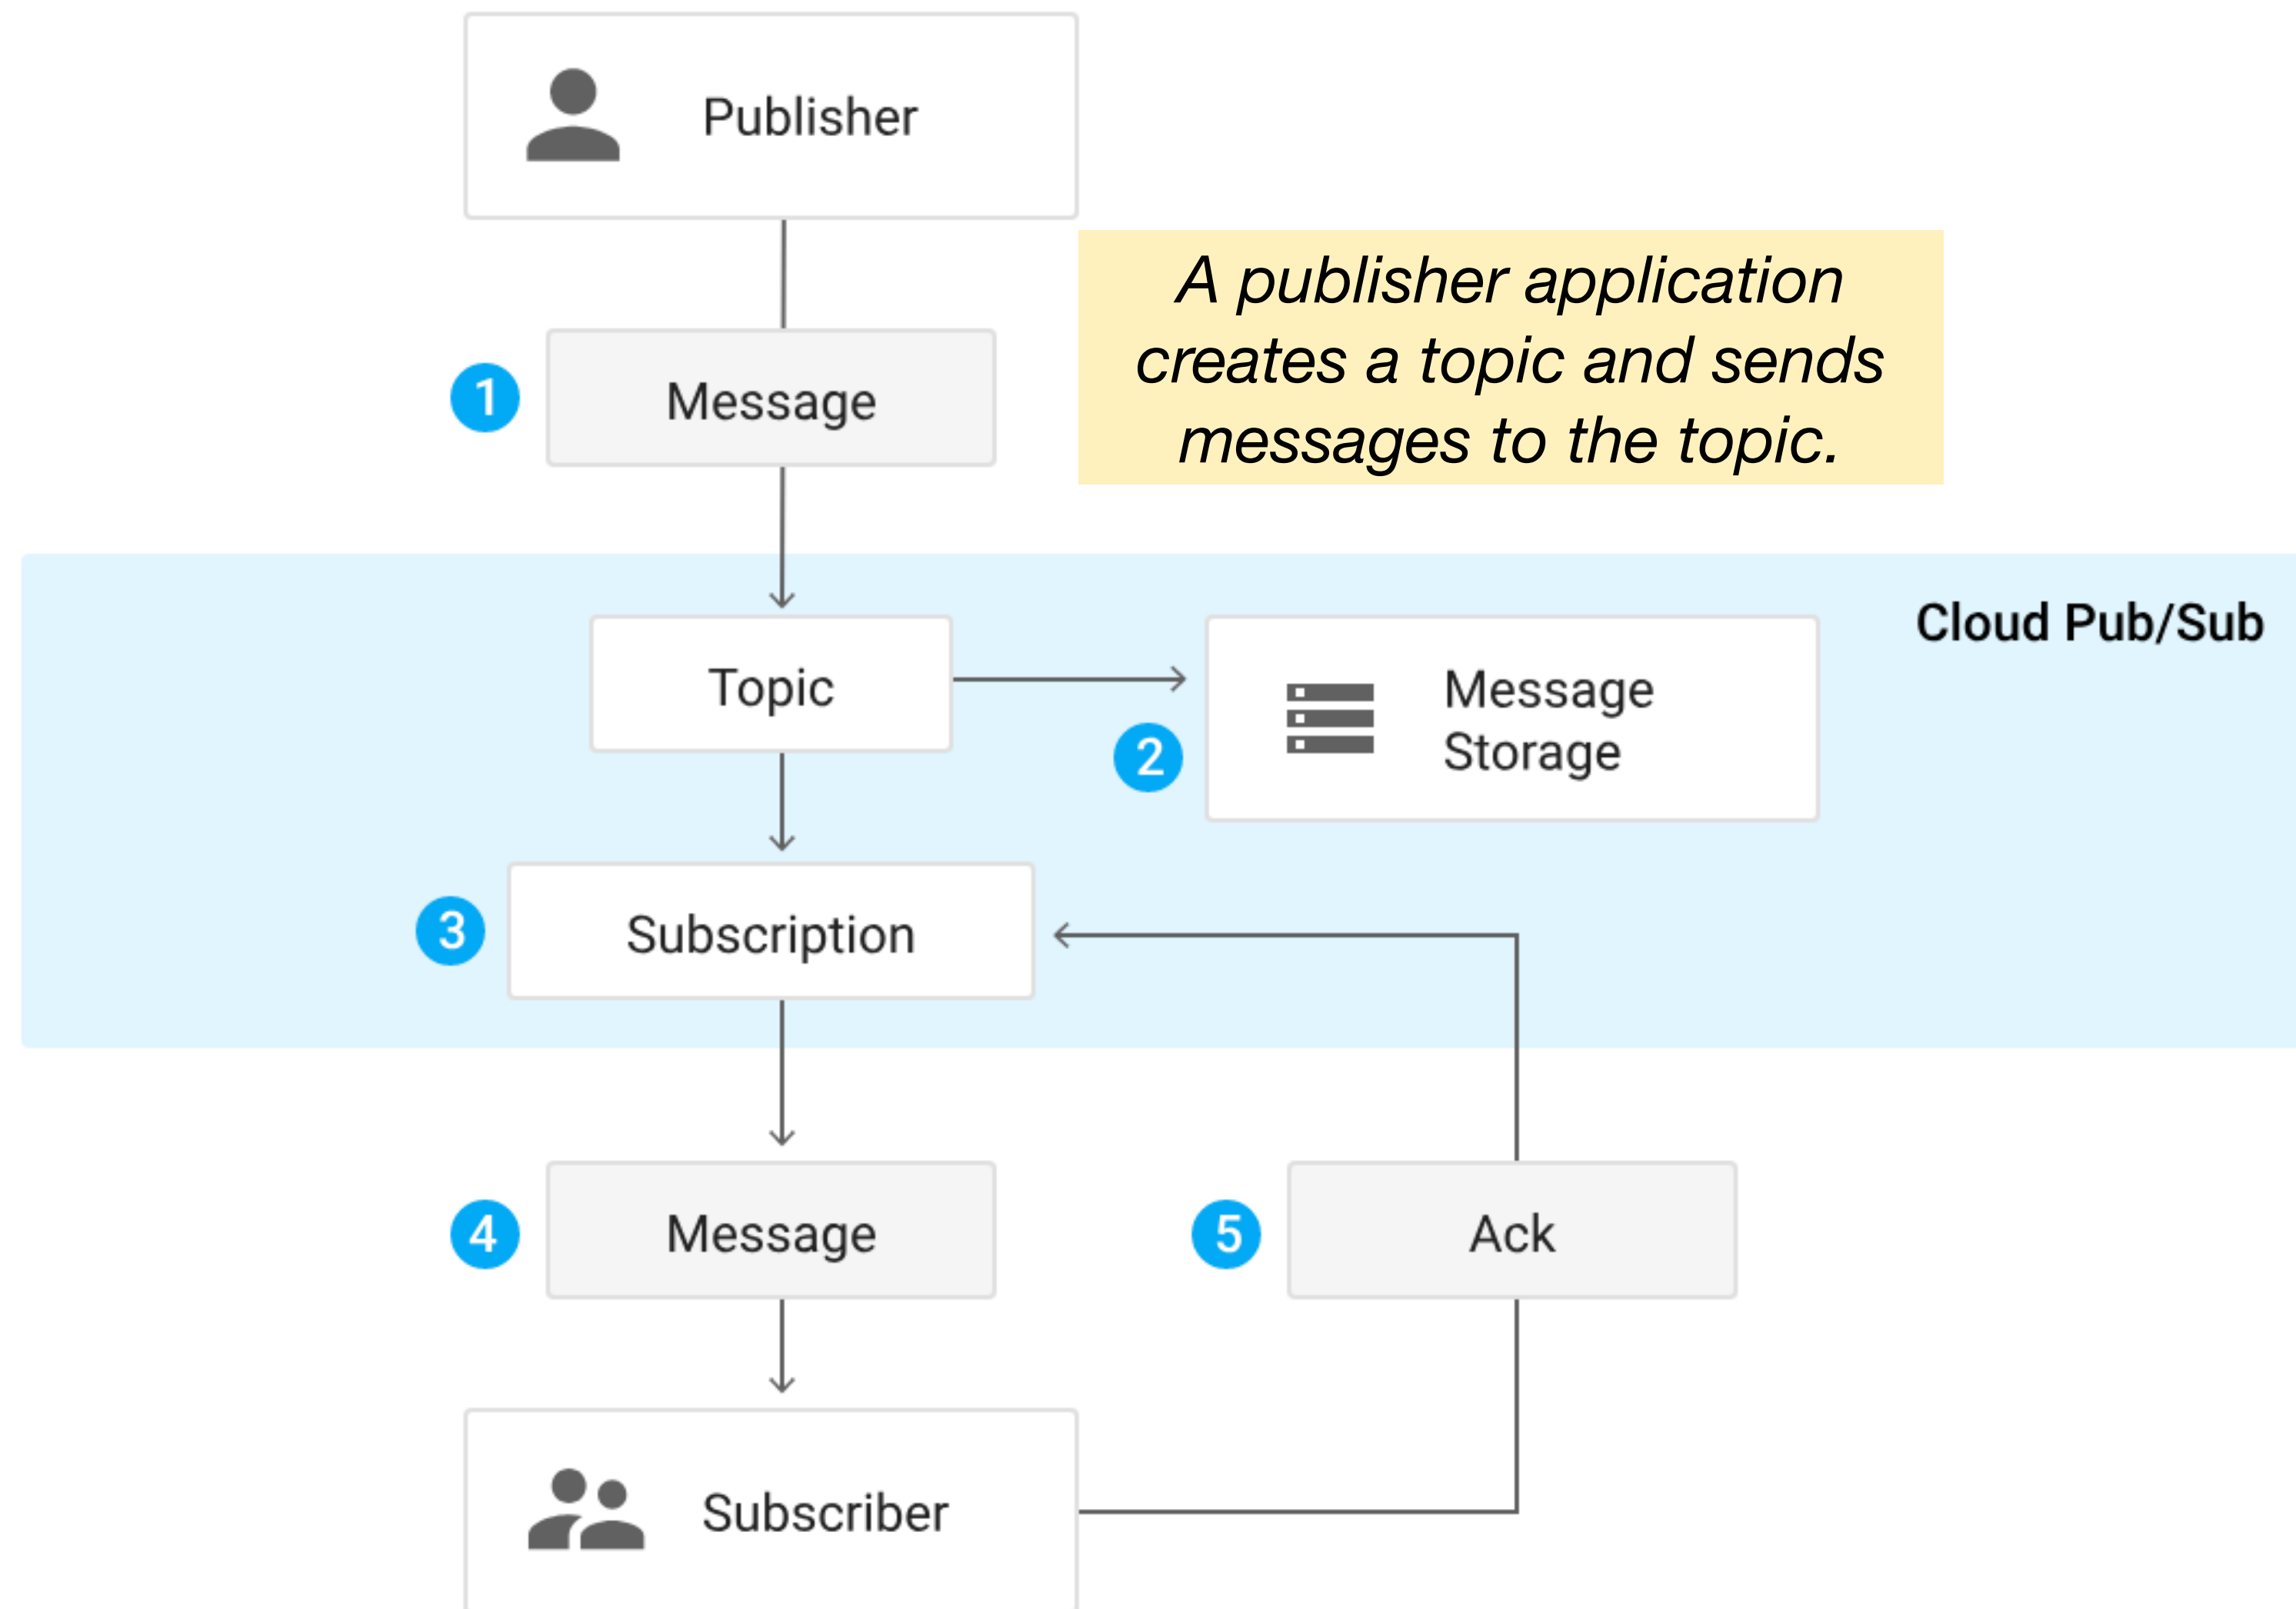 Publisher
A publisher application
creates a topic and sends
messages to the topic.
1
Message
Cloud Pub/Sub
Topic
Message
Storage
2
3
Subscription
4
Message
5
Ack
Subscriber